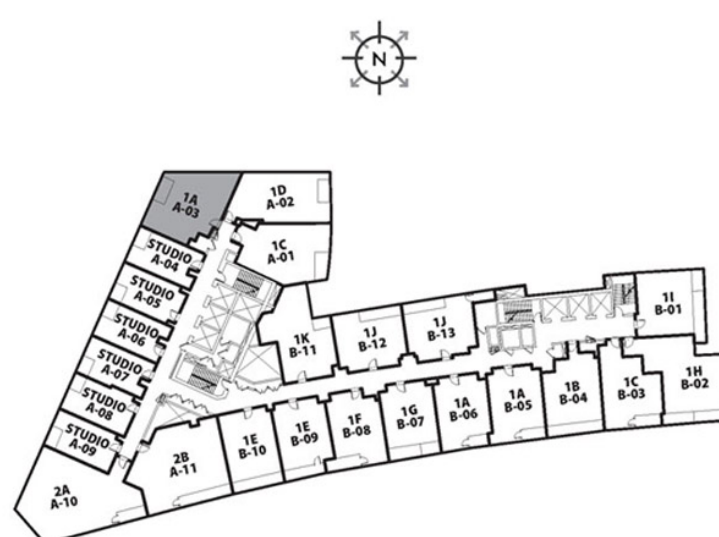 N
1A
A-03
1D
A-02
STUDIO
A-04
1C
A-01
STUDIO
A-05
STUDIO
A-06
STUDIO
A-07
STUDIO
A-08
STUDIO
A-09
2A
A-10
2B
A-11
1K
B-11
1J
B-12
1J
B-13
1I
B-01
1E
B-10
1E
B-09
1F
B-08
1G
B-07
1A
B-06
1A
B-05
1B
B-04
1C
B-03
1H
B-02